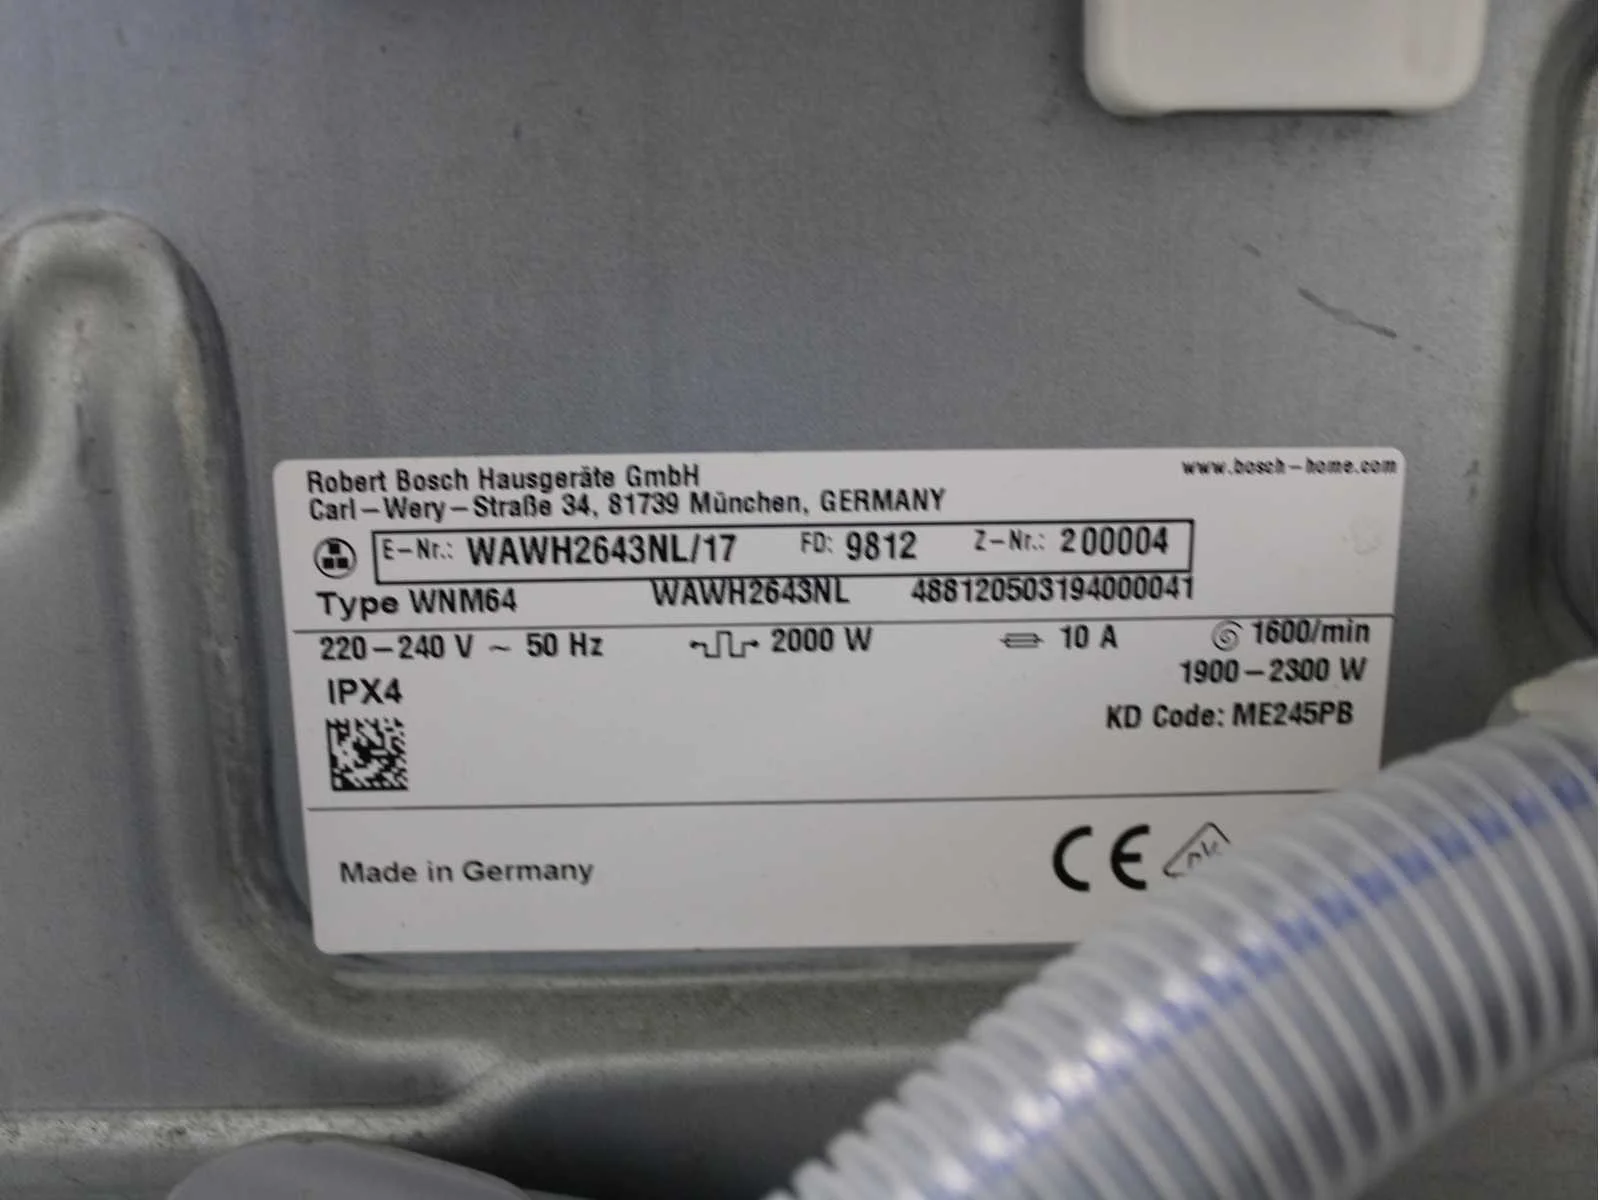 Robert Bosch Hausgeräte GmbH
www.bosch-home.com
Carl-Wery-Straße 34, 81739 München, GERMANY
E-Nr.: WAWH2643NL/17 FD: 9812 Z-Nr.: 200004
Type WNM64 WAWH2643NL 488120503194000041
220-240 V ~ 50 Hz 2000 W 10 A 1600/min
1900-2300 W
IPX4
KD Code: ME245PB
Made in Germany
CE